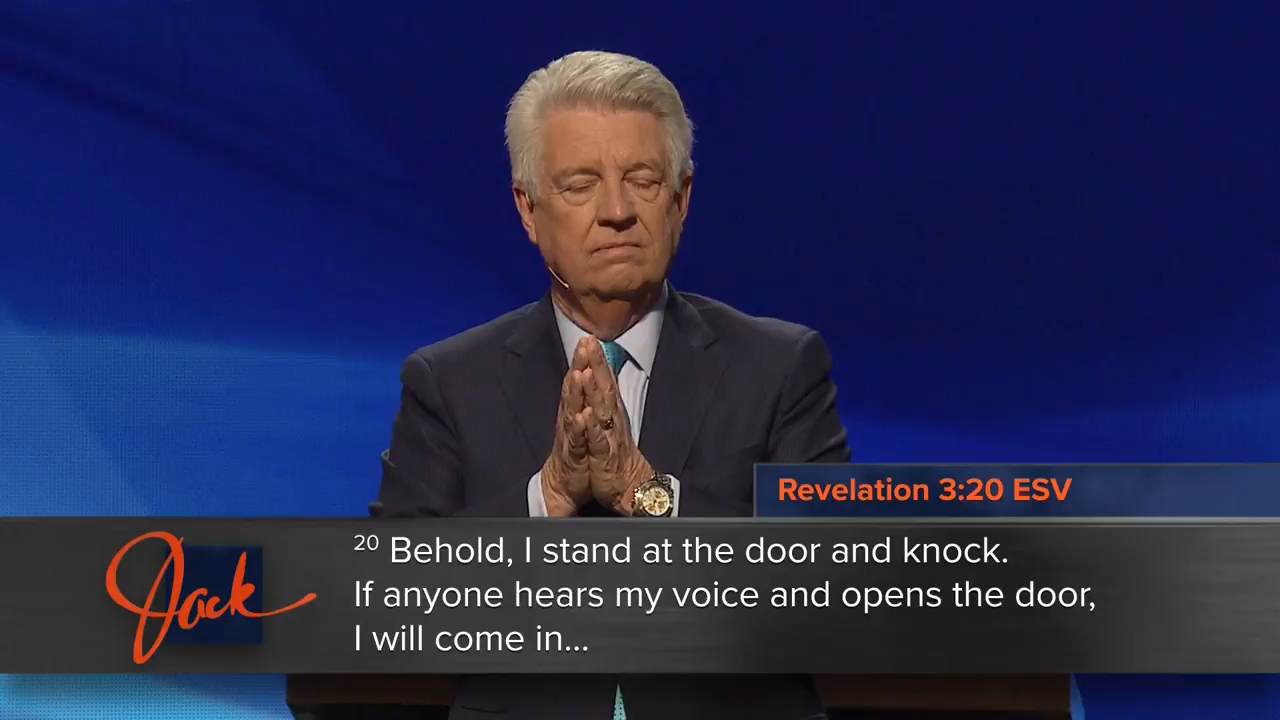 Revelation 3:20 ESV
20 Behold, I stand at the door and knock.
If anyone hears my voice and opens the door,
I will come in...
Jack